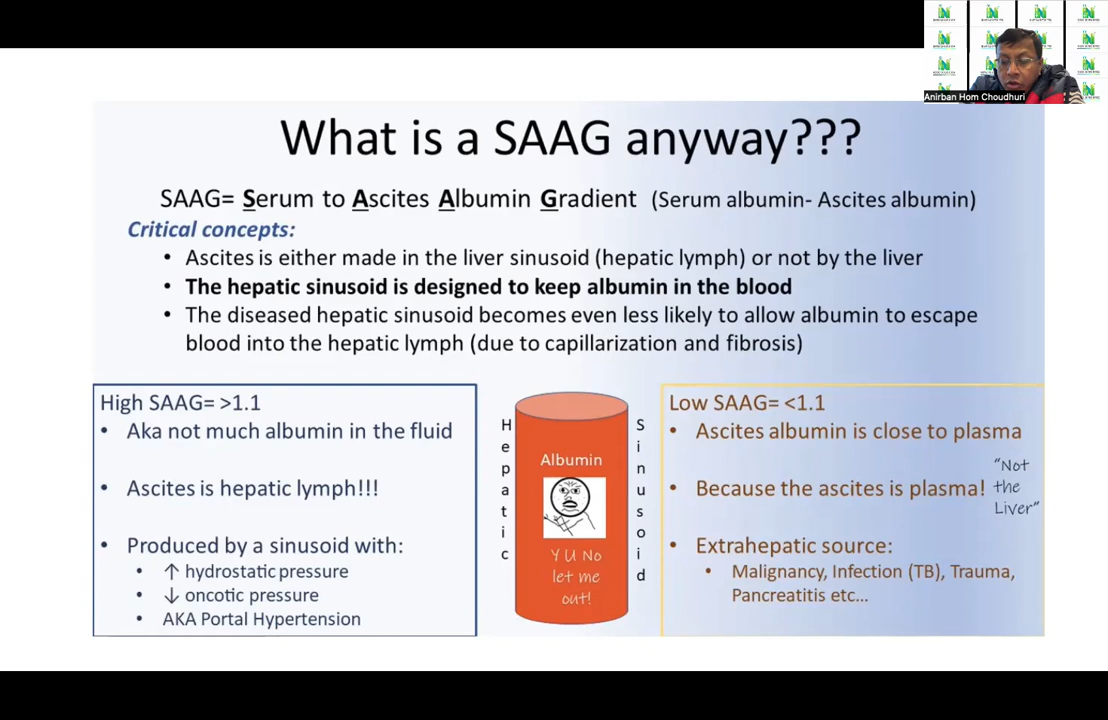 Anirban Hom Choudhuri
What is a SAAG anyway???
SAAG= Serum to Ascites Albumin Gradient (Serum albumin- Ascites albumin)
Critical concepts:
• Ascites is either made in the liver sinusoid (hepatic lymph) or not by the liver
• The hepatic sinusoid is designed to keep albumin in the blood
• The diseased hepatic sinusoid becomes even less likely to allow albumin to escape
blood into the hepatic lymph (due to capillarization and fibrosis)
High SAAG= >1.1
• Aka not much albumin in the fluid
• Ascites is hepatic lymph!!!
• Produced by a sinusoid with:
• ↑ hydrostatic pressure
• ↓ oncotic pressure
• AKA Portal Hypertension
Hepatic
Albumin
Y U No
let me
out!
Sinusoid
Low SAAG= <1.1
• Ascites albumin is close to plasma
• Because the ascites is plasma!
"Not
the
Liver"
• Extrahepatic source:
• Malignancy, Infection (TB), Trauma,
Pancreatitis etc...